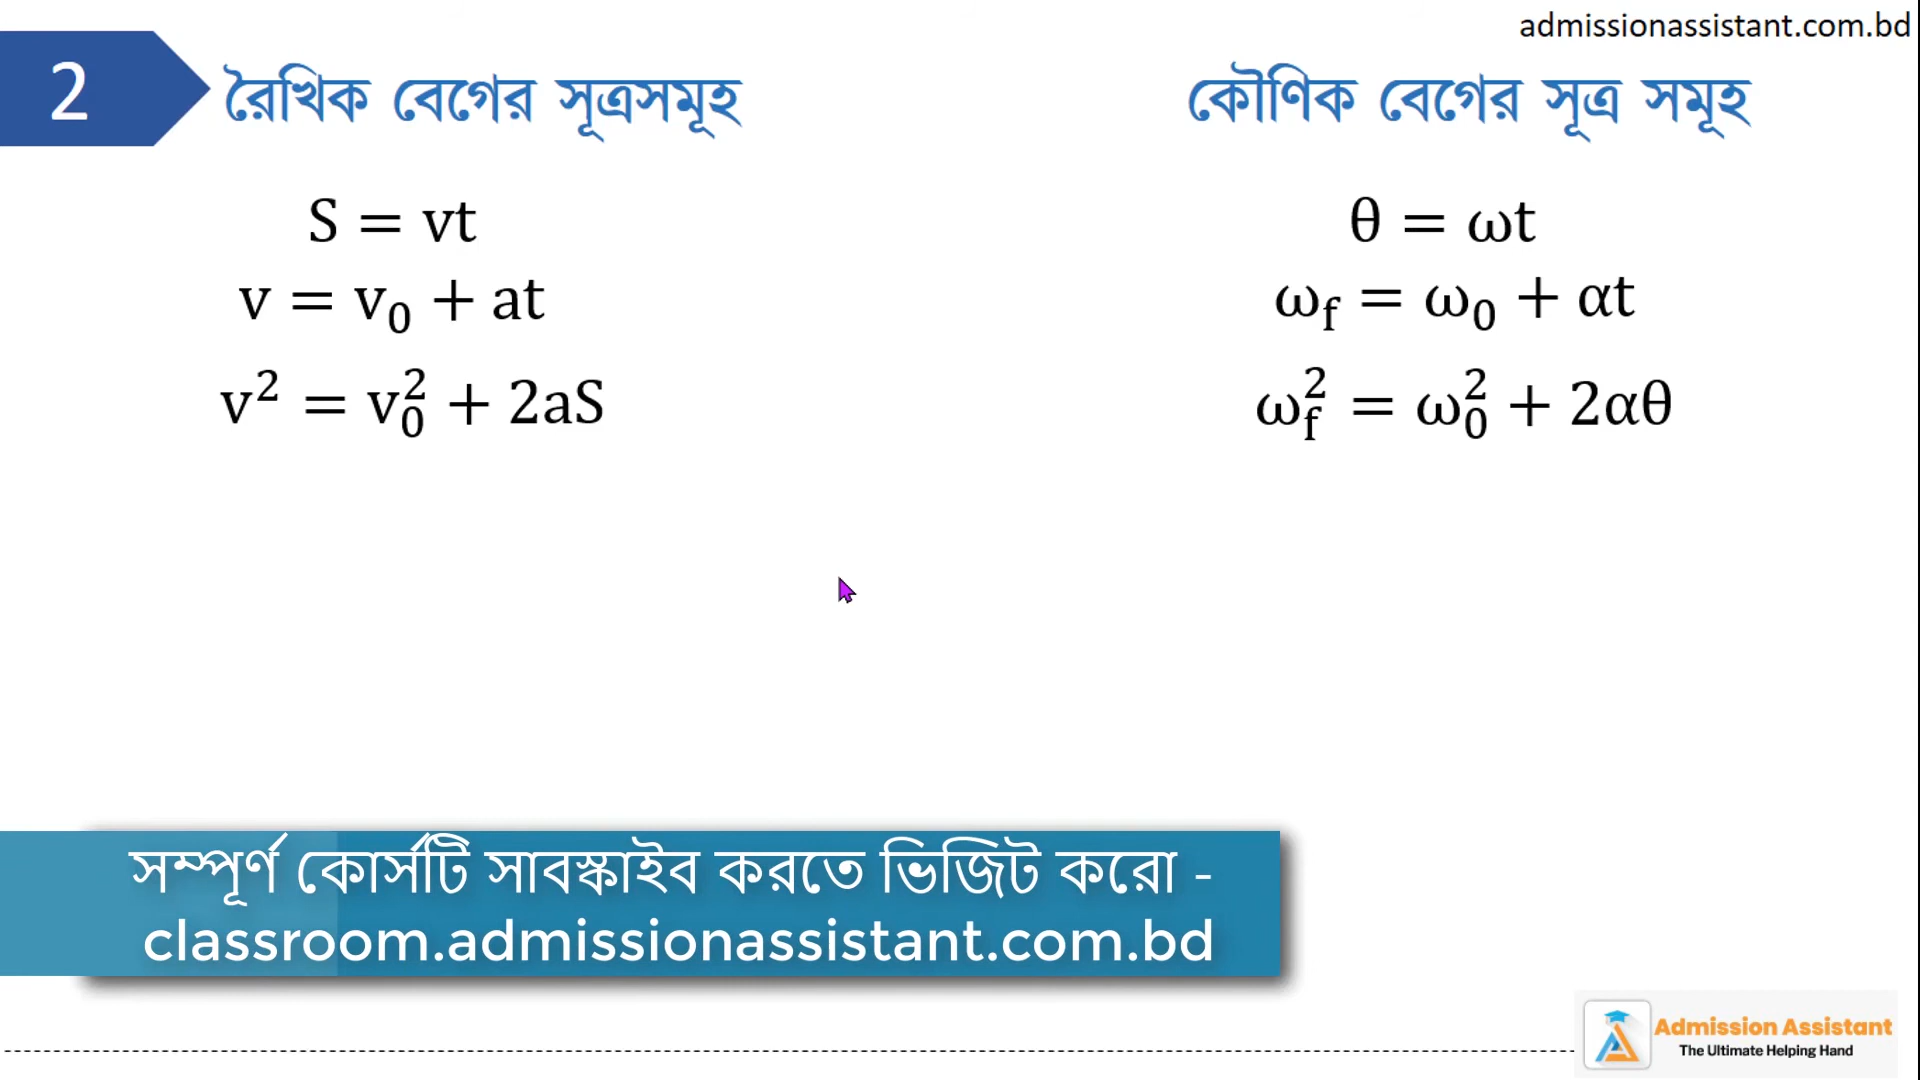 admissionassistant.com.bd
2
রৈখিক বেগের সূত্রসমূহ
S = vt
v = v₀ + at
v² = v₀² + 2aS
কৌণিক বেগের সূত্র সমূহ
θ = ωt
ω_f = ω₀ + αt
ω_f² = ω₀² + 2αθ
সম্পূর্ণ কোর্সটি সাবস্কাইব করতে ভিজিট করো -
classroom.admissionassistant.com.bd
Admission Assistant
The Ultimate Helping Hand